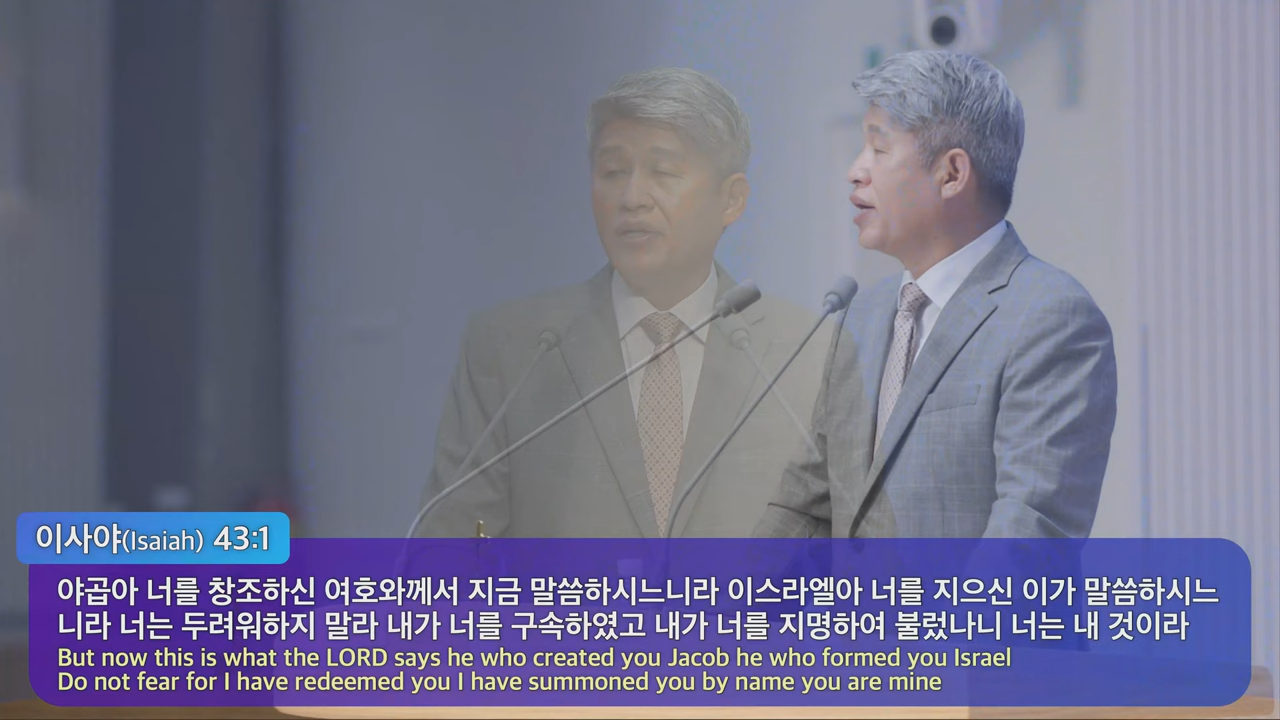 이사야(Isaiah) 43:1
야곱아 너를 창조하신 여호와께서 지금 말씀하시느니라 이스라엘아 너를 지으신 이가 말씀하시느
니라 너는 두려워하지 말라 내가 너를 구속하였고 내가 너를 지명하여 불렀나니 너는 내 것이라
But now this is what the LORD says he who created you Jacob he who formed you Israel
Do not fear for I have redeemed you I have summoned you by name you are mine